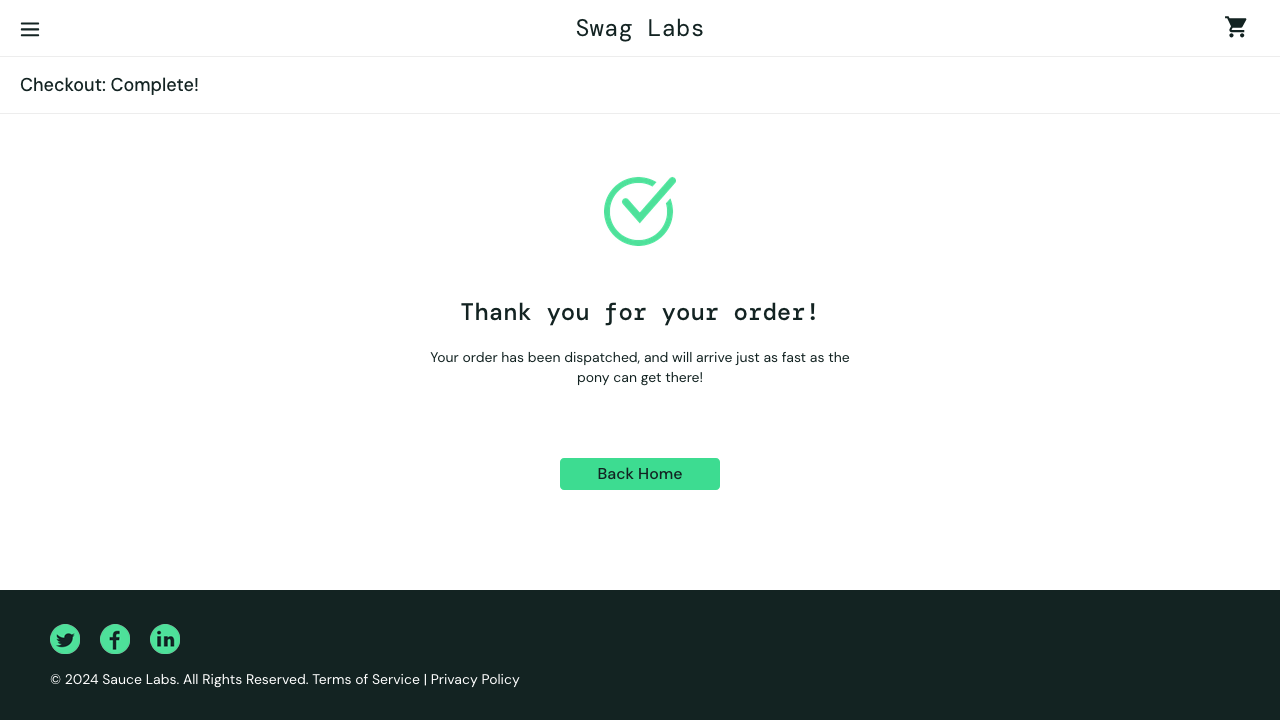 Swag Labs
Checkout: Complete!
Thank you for your order!
Your order has been dispatched, and will arrive just as fast as the
pony can get there!
Back Home
© 2024 Sauce Labs. All Rights Reserved. Terms of Service | Privacy Policy